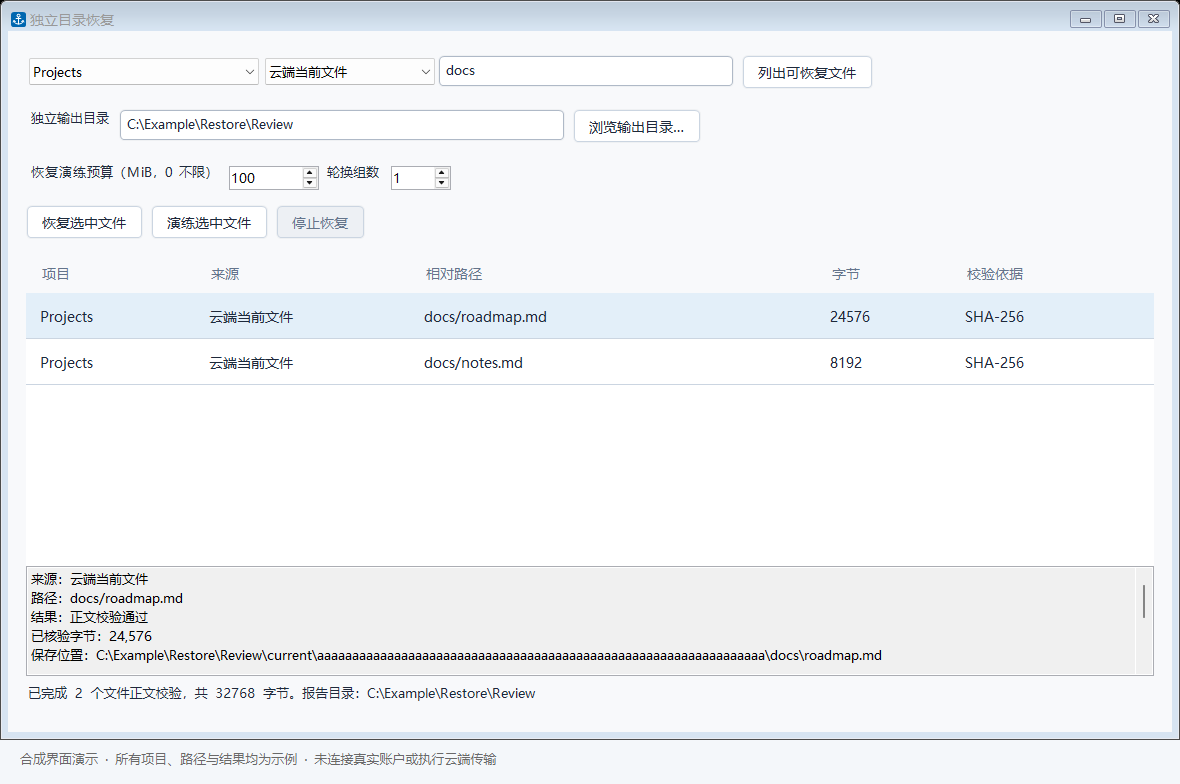 独立目录恢复
Projects 云端当前文件 docs 列出可恢复文件
独立输出目录 C:\Example\Restore\Review 浏览输出目录...
恢复演练预算（MiB，0 不限） 100 轮换组数 1
恢复选中文件 演练选中文件 停止恢复
项目 来源 相对路径 字节 校验依据
Projects 云端当前文件 docs/roadmap.md 24576 SHA-256
Projects 云端当前文件 docs/notes.md 8192 SHA-256
来源：云端当前文件
路径：docs/roadmap.md
结果：正文校验通过
已核验字节：24,576
保存位置：C:\Example\Restore\Review\current\aaaaaaaaaaaaaaaaaaaaaaaaaaaaaaaaaaaaaaaaaaaaaaaaaaaaaaaaaaaaaaaa\docs\roadmap.md
已完成 2 个文件正文校验，共 32768 字节。报告目录：C:\Example\Restore\Review
合成界面演示 · 所有项目、路径与结果均为示例 · 未连接真实账户或执行云端传输